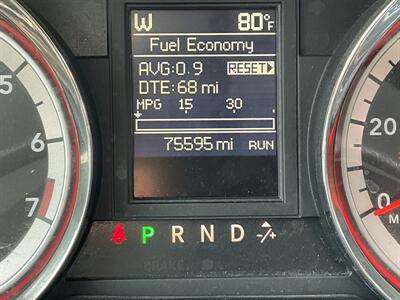 W 80°F
Fuel Economy
AVG:0.9 RESET
DTE:68 mi
MPG 15 30
75595 mi RUN
5
6
7
20
0
P R N D -/+
BRAKE